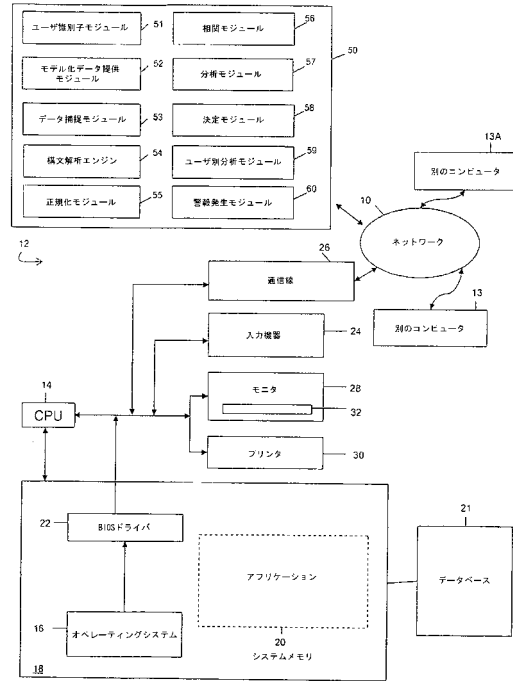 ユーザ識別子モジュール
51
相関モジュール
56
50
モデル化データ提供
モジュール
52
分析モジュール
57
データ捕捉モジュール
53
決定モジュール
58
構文解析エンジン
54
ユーザ別分析モジュール
59
正規化モジュール
55
警報発生モジュール
60
13A
別のコンピュータ
10
ネットワーク
12
26
通信線
13
別のコンピュータ
入力機器
24
14
CPU
モニタ
28
32
プリンタ
30
22
BIOSドライバ
21
データベース
アプリケーション
16
オペレーティングシステム
20
システムメモリ
18